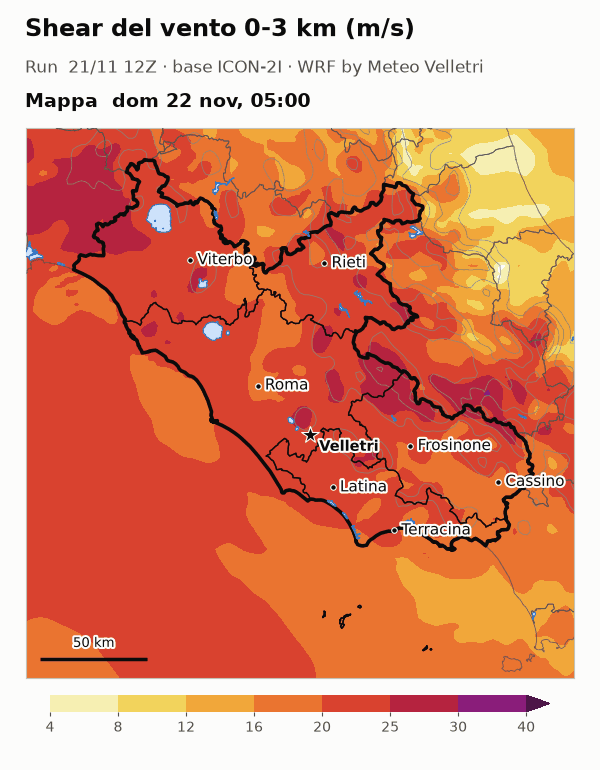 Shear del vento 0-3 km (m/s)
Run 21/11 12Z · base ICON-2I · WRF by Meteo Velletri
Mappa dom 22 nov, 05:00
Viterbo
Rieti
Roma
Velletri
Frosinone
Cassino
Latina
Terracina
50 km
4 8 12 16 20 25 30 40